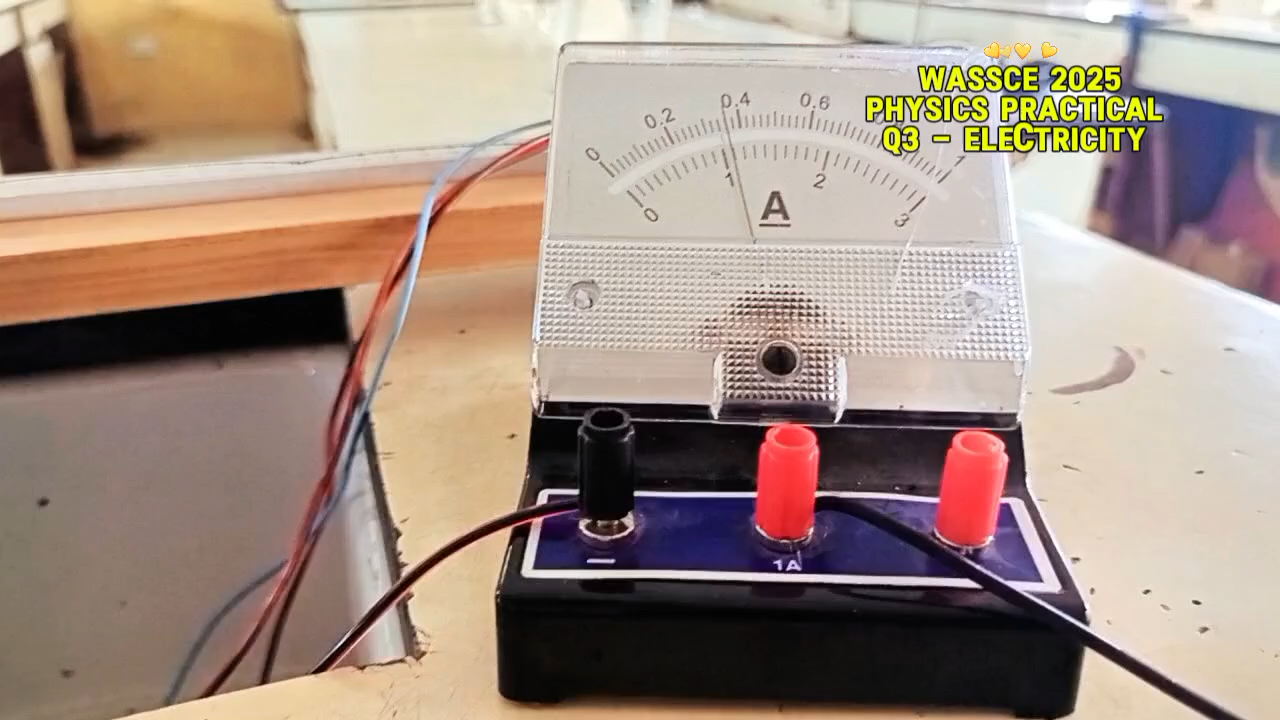 WASSCE 2025
PHYSICS PRACTICAL
Q3 – ELECTRICITY
0 0.2 0.4 0.6 1
0 1 2 3
A
– 1A